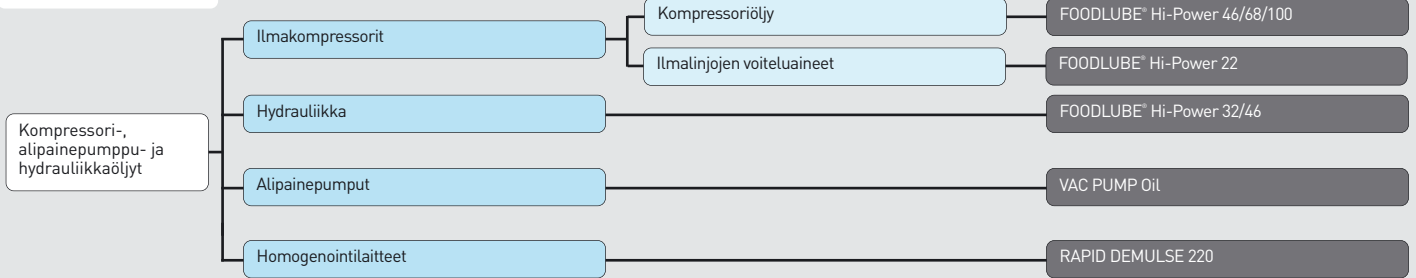 Kompressoriöljy
FOODLUBE® Hi-Power 46/68/100
Ilmakompressorit
Ilmalinjojen voiteluaineet
FOODLUBE® Hi-Power 22
Hydrauliikka
FOODLUBE® Hi-Power 32/46
Kompressori-,
alipainepumppu- ja
hydrauliikkaöljyt
Alipainepumput
VAC PUMP Oil
Homogenointilaitteet
RAPID DEMULSE 220